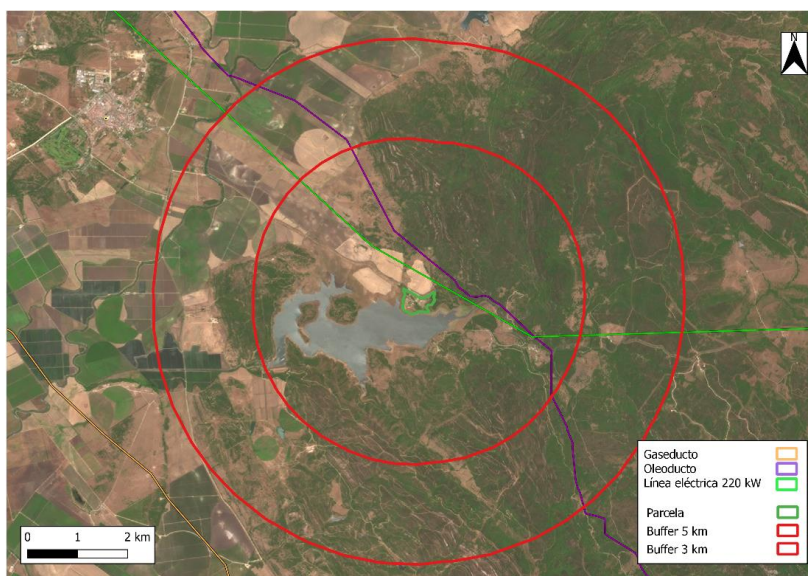 N
Gaseducto
Oleoducto
Línea eléctrica 220 kW
Parcela
Buffer 5 km
Buffer 3 km
0 1 2 km